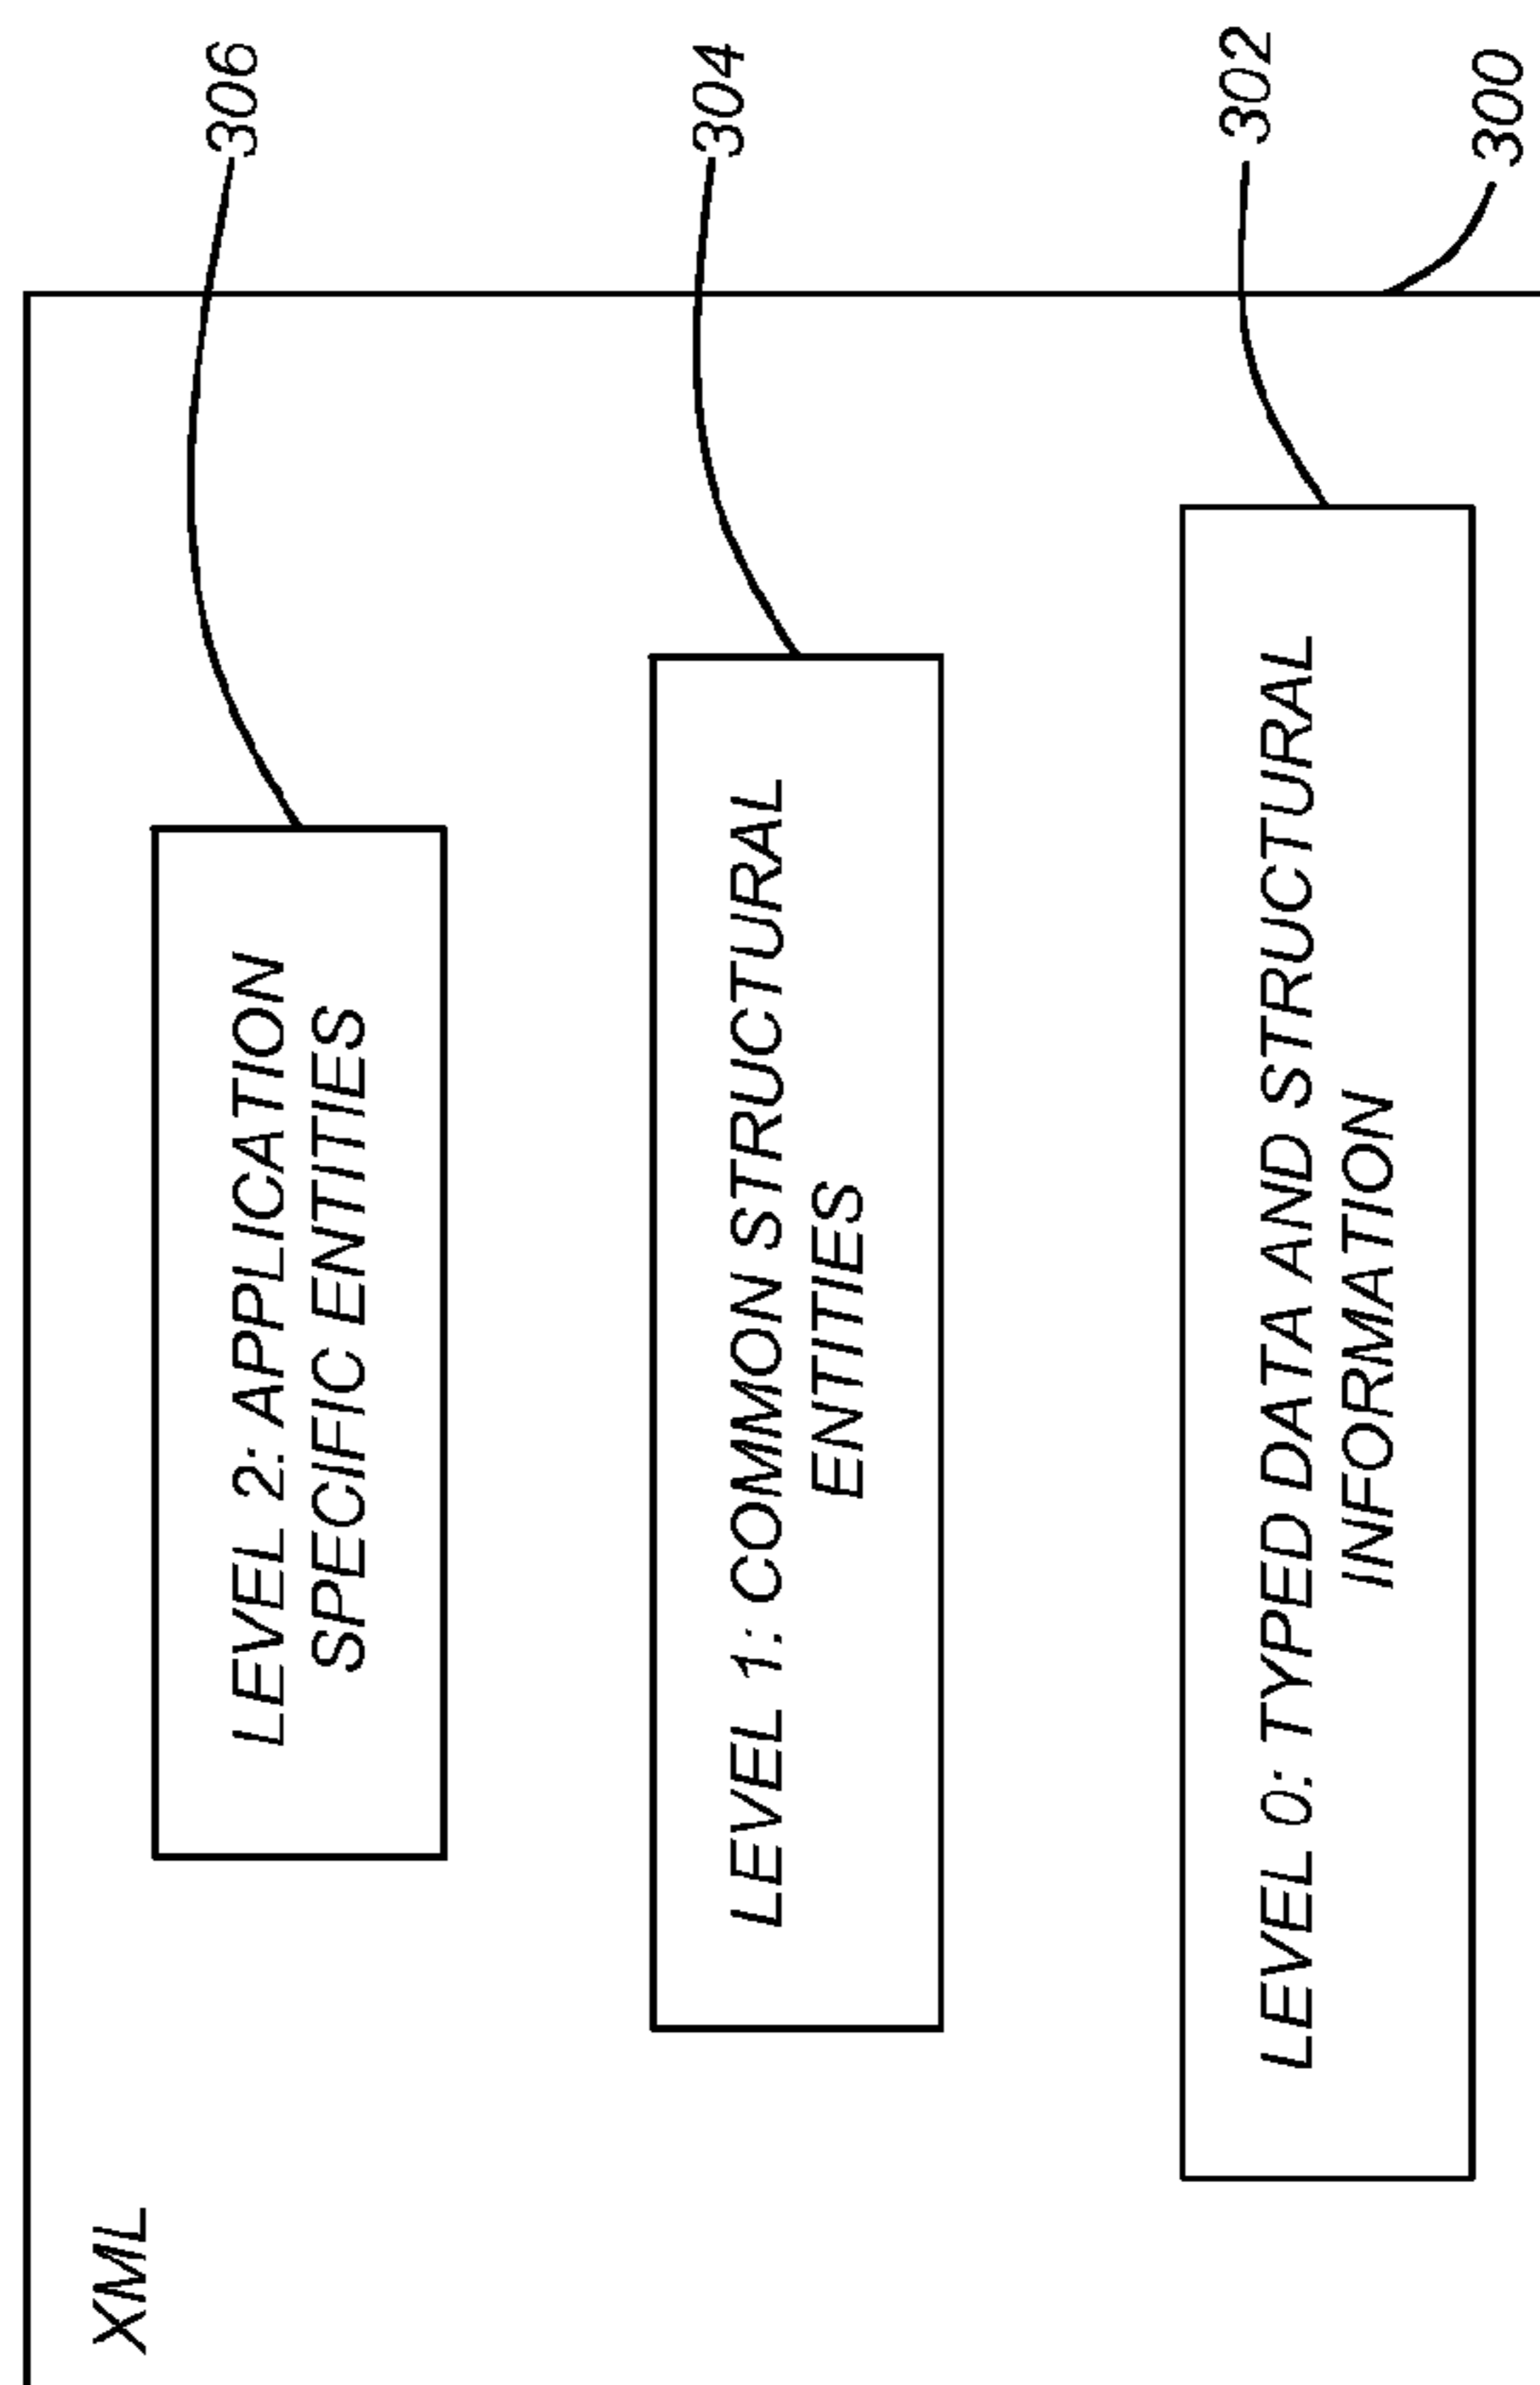 XML
LEVEL 2: APPLICATION
SPECIFIC ENTITIES
306
LEVEL 1: COMMON STRUCTURAL
ENTITIES
304
LEVEL 0: TYPED DATA AND STRUCTURAL
INFORMATION
302
300